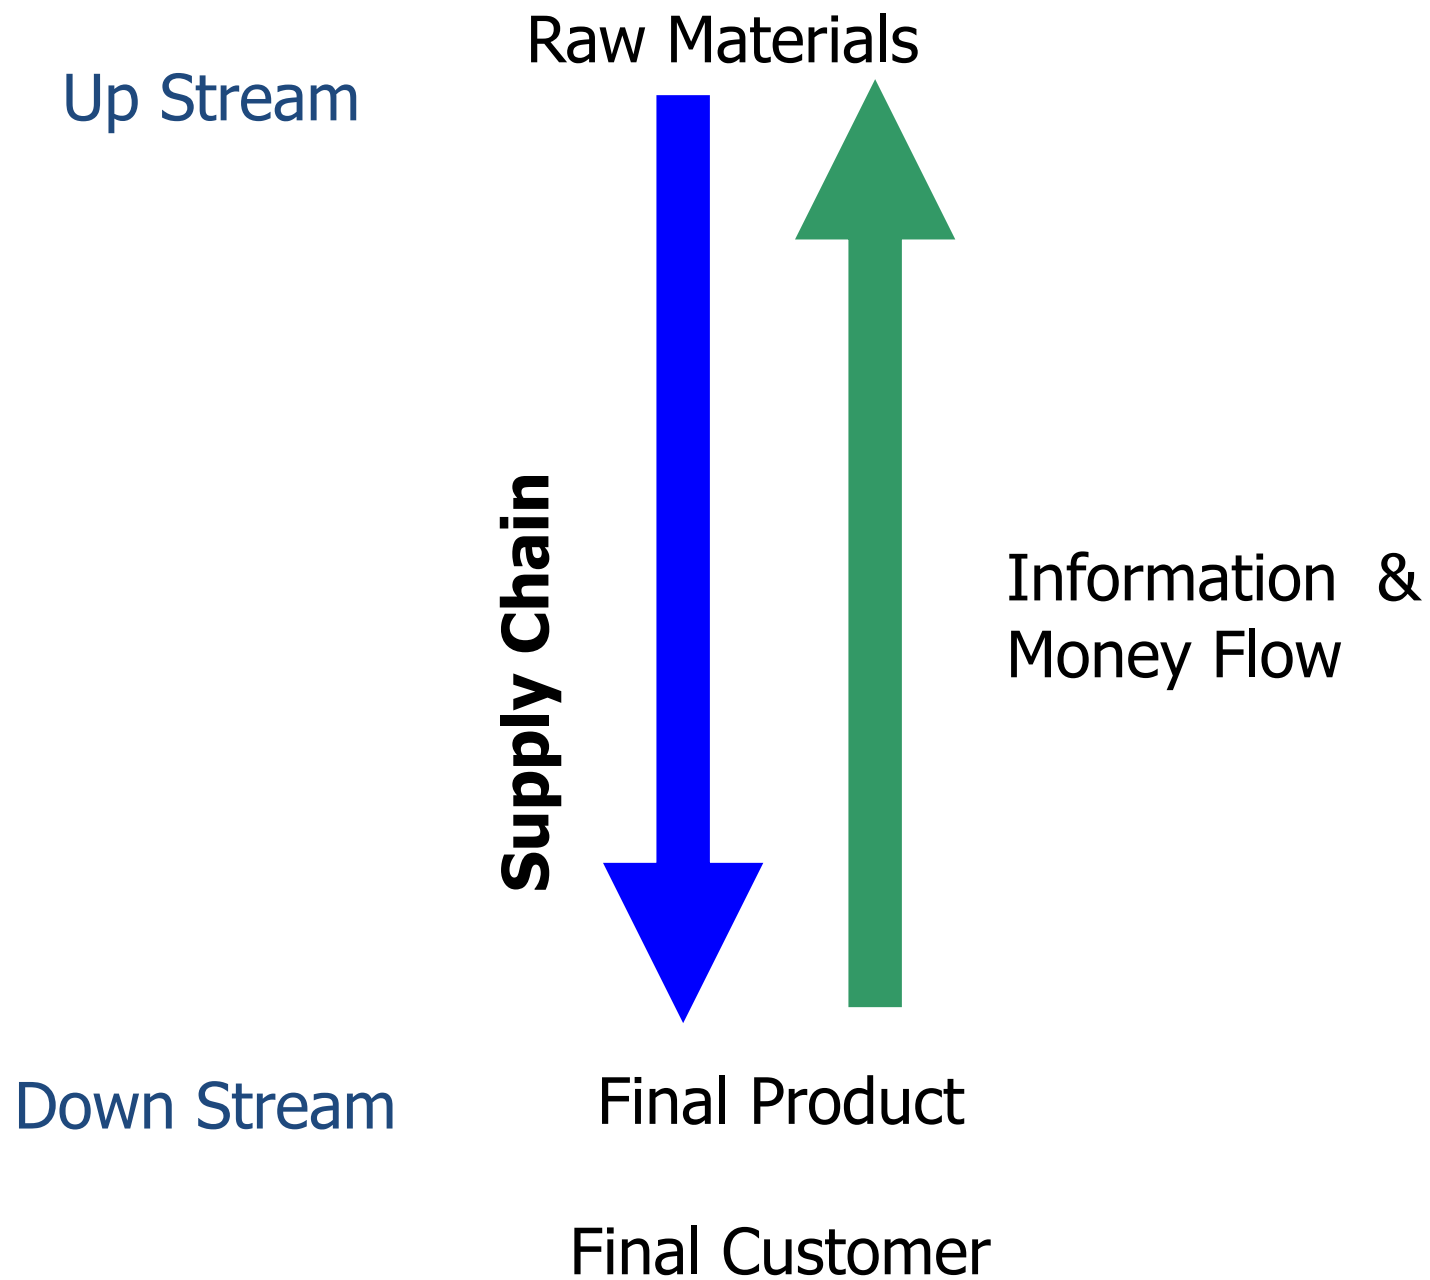 Raw Materials
Up Stream
Supply Chain
Information &
Money Flow
Down Stream
Final Product
Final Customer